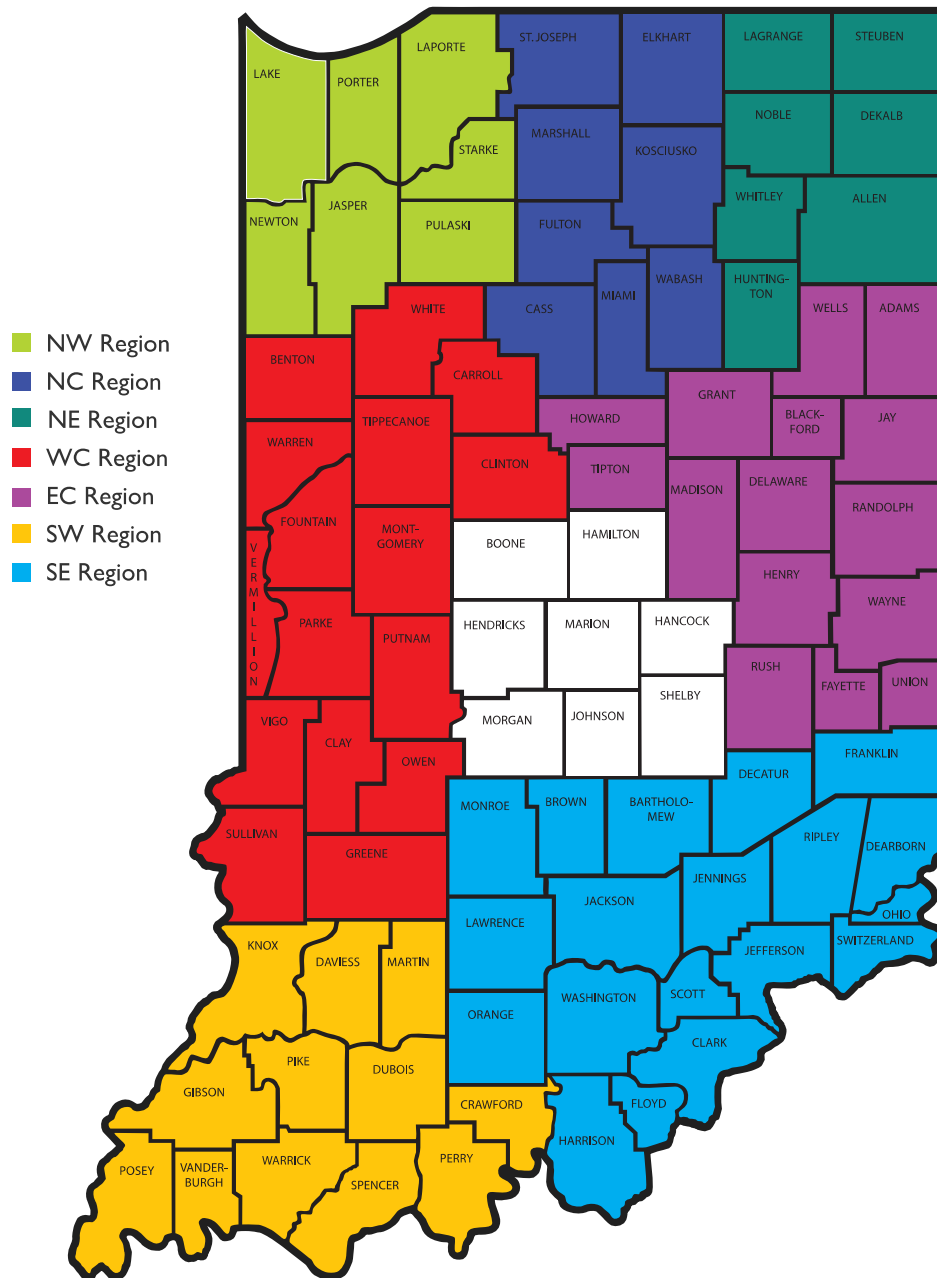 LAKE
PORTER
LAPORTE
ST. JOSEPH
ELKHART
LAGRANGE
STEUBEN
STARKE
MARSHALL
KOSCIUSKO
NOBLE
DEKALB
NEWTON
JASPER
PULASKI
FULTON
WHITLEY
ALLEN
WHITE
CASS
MIAMI
WABASH
HUNTING-
TON
WELLS
ADAMS
NW Region
NC Region
NE Region
WC Region
EC Region
SW Region
SE Region
BENTON
CARROLL
HOWARD
GRANT
BLACK-
FORD
JAY
WARREN
TIPPECANOE
CLINTON
TIPTON
MADISON
DELAWARE
RANDOLPH
FOUNTAIN
MONT-
GOMERY
BOONE
HAMILTON
HENRY
WAYNE
VERMILLION
PARKE
PUTNAM
HENDRICKS
MARION
HANCOCK
RUSH
FAYETTE
UNION
VIGO
CLAY
OWEN
MORGAN
JOHNSON
SHELBY
DECATUR
FRANKLIN
SULLIVAN
GREENE
MONROE
BROWN
BARTHOLO-
MEW
RIPLEY
DEARBORN
JENNINGS
OHIO
KNOX
DAVIESS
MARTIN
LAWRENCE
JACKSON
JEFFERSON
SWITZERLAND
ORANGE
WASHINGTON
SCOTT
CLARK
GIBSON
PIKE
DUBOIS
CRAWFORD
FLOYD
HARRISON
POSEY
VANDER-
BURGH
WARRICK
SPENCER
PERRY